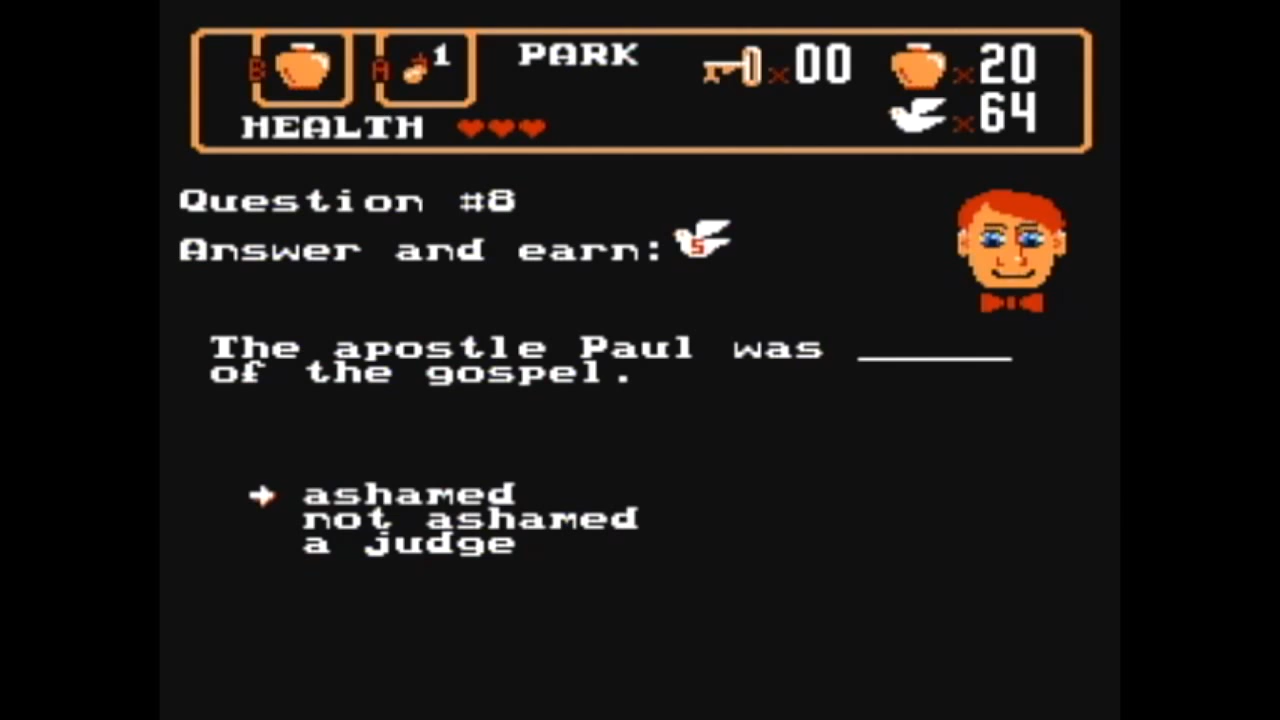 B A 1 PARK x00 x20
HEALTH x64
Question #8
Answer and earn: 5
The apostle Paul was _____
of the gospel.
ashamed
not ashamed
a judge